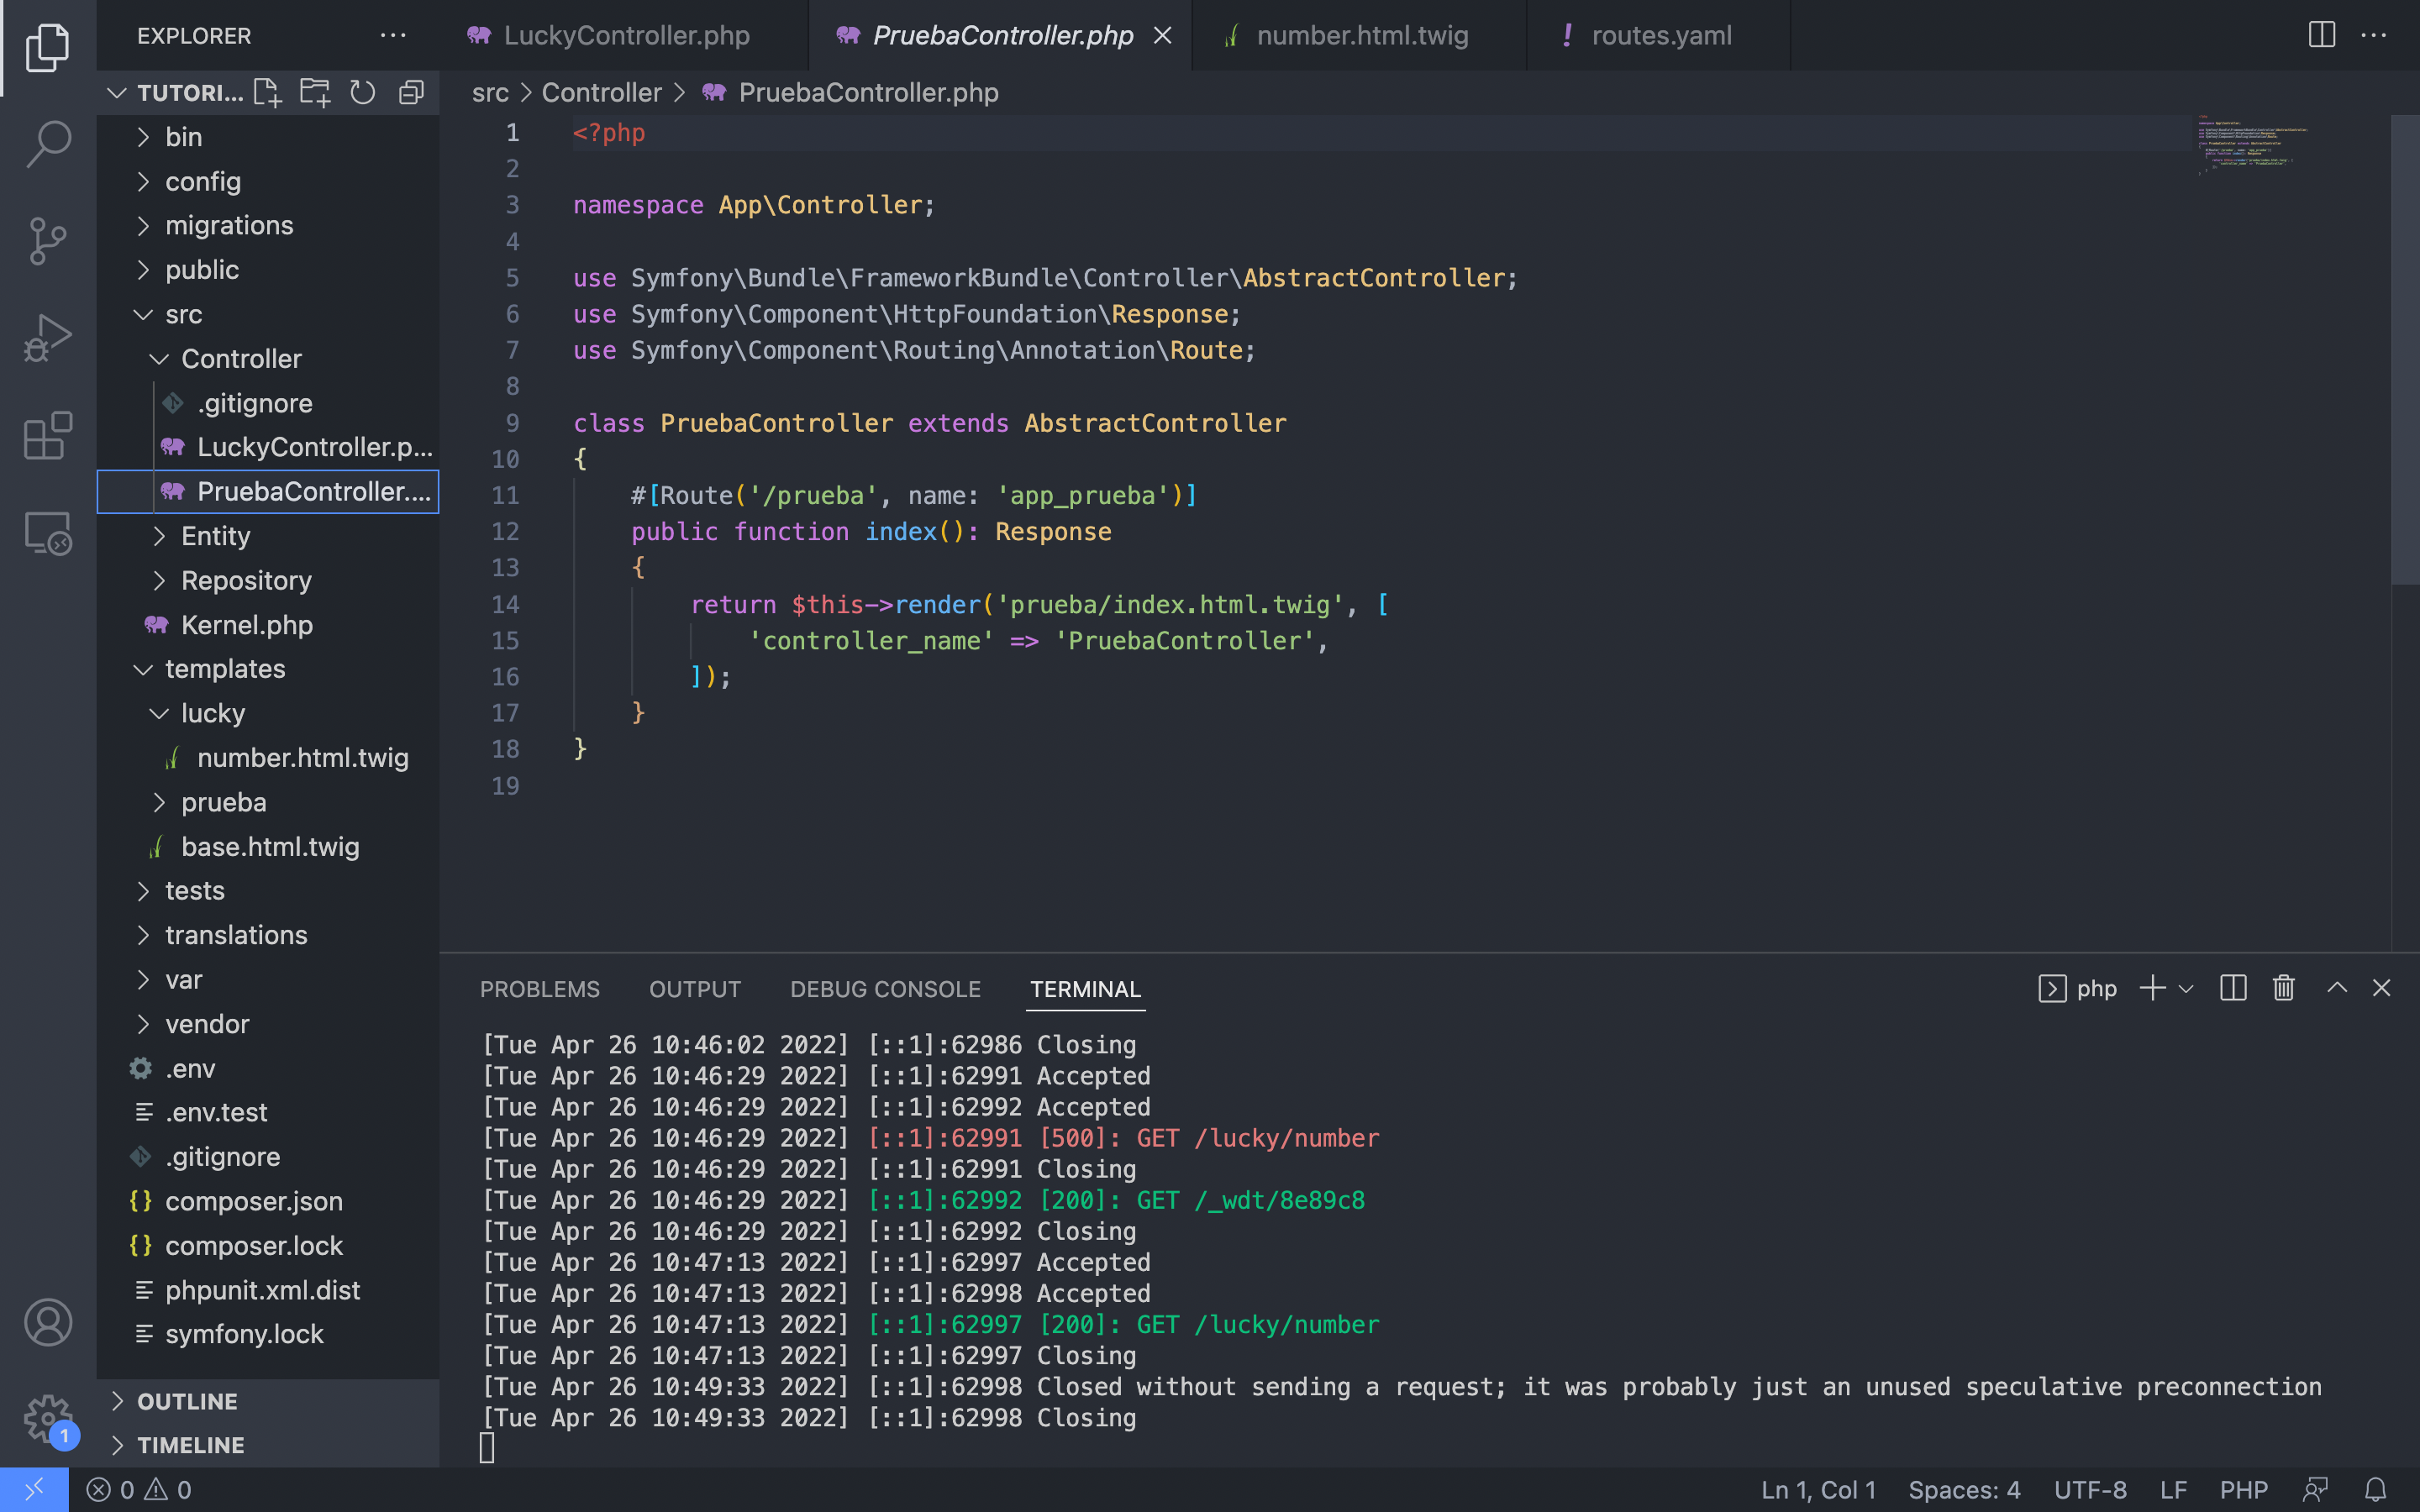 EXPLORER
TUTORI...
bin
config
migrations
public
src
Controller
.gitignore
LuckyController.p...
PruebaController....
Entity
Repository
Kernel.php
templates
lucky
number.html.twig
prueba
base.html.twig
tests
translations
var
vendor
.env
.env.test
.gitignore
composer.json
composer.lock
phpunit.xml.dist
symfony.lock
OUTLINE
TIMELINE
1
LuckyController.php
PruebaController.php
number.html.twig
routes.yaml
src > Controller > PruebaController.php
1 <?php
2
3 namespace App\Controller;
4
5 use Symfony\Bundle\FrameworkBundle\Controller\AbstractController;
6 use Symfony\Component\HttpFoundation\Response;
7 use Symfony\Component\Routing\Annotation\Route;
8
9 class PruebaController extends AbstractController
10 {
11     #[Route('/prueba', name: 'app_prueba')]
12     public function index(): Response
13     {
14         return $this->render('prueba/index.html.twig', [
15             'controller_name' => 'PruebaController',
16         ]);
17     }
18 }
19
PROBLEMS OUTPUT DEBUG CONSOLE TERMINAL php
[Tue Apr 26 10:46:02 2022] [::1]:62986 Closing
[Tue Apr 26 10:46:29 2022] [::1]:62991 Accepted
[Tue Apr 26 10:46:29 2022] [::1]:62992 Accepted
[Tue Apr 26 10:46:29 2022] [::1]:62991 [500]: GET /lucky/number
[Tue Apr 26 10:46:29 2022] [::1]:62991 Closing
[Tue Apr 26 10:46:29 2022] [::1]:62992 [200]: GET /_wdt/8e89c8
[Tue Apr 26 10:46:29 2022] [::1]:62992 Closing
[Tue Apr 26 10:47:13 2022] [::1]:62997 Accepted
[Tue Apr 26 10:47:13 2022] [::1]:62998 Accepted
[Tue Apr 26 10:47:13 2022] [::1]:62997 [200]: GET /lucky/number
[Tue Apr 26 10:47:13 2022] [::1]:62997 Closing
[Tue Apr 26 10:49:33 2022] [::1]:62998 Closed without sending a request; it was probably just an unused speculative preconnection
[Tue Apr 26 10:49:33 2022] [::1]:62998 Closing
0 0
Ln 1, Col 1 Spaces: 4 UTF-8 LF PHP